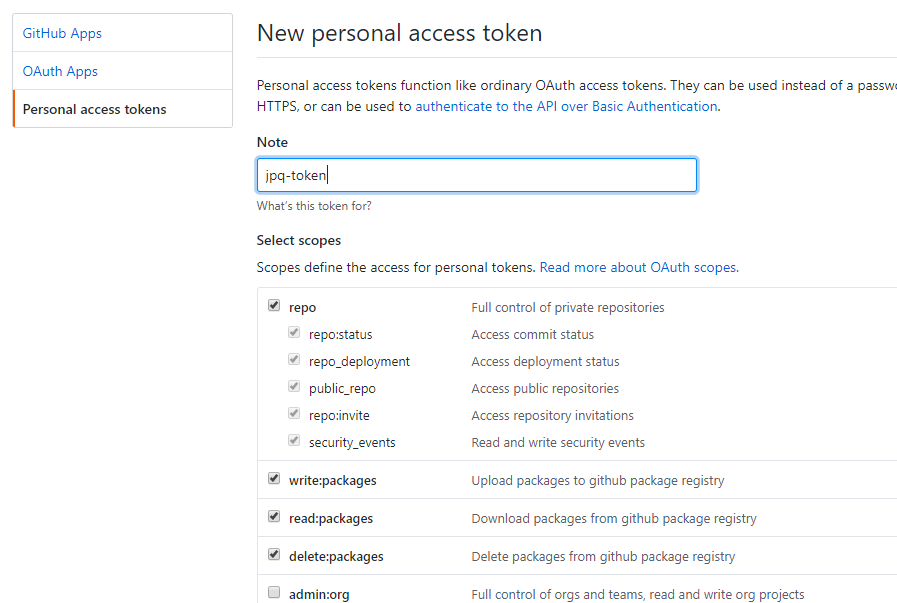 GitHub Apps
OAuth Apps
Personal access tokens
New personal access token
Personal access tokens function like ordinary OAuth access tokens. They can be used instead of a
HTTPS, or can be used to authenticate to the API over Basic Authentication.
Note
jpq-token
What's this token for?
Select scopes
Scopes define the access for personal tokens. Read more about OAuth scopes.
repo Full control of private repositories
repo:status Access commit status
repo_deployment Access deployment status
public_repo Access public repositories
repo:invite Access repository invitations
security_events Read and write security events
write:packages Upload packages to github package registry
read:packages Download packages from github package registry
delete:packages Delete packages from github package registry
admin:org Full control of orgs and teams, read and write org projects